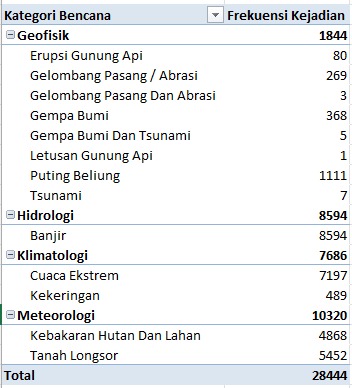 Kategori Bencana Frekuensi Kejadian
Geofisik 1844
Erupsi Gunung Api 80
Gelombang Pasang / Abrasi 269
Gelombang Pasang Dan Abrasi 3
Gempa Bumi 368
Gempa Bumi Dan Tsunami 5
Letusan Gunung Api 1
Puting Beliung 1111
Tsunami 7
Hidrologi 8594
Banjir 8594
Klimatologi 7686
Cuaca Ekstrem 7197
Kekeringan 489
Meteorologi 10320
Kebakaran Hutan Dan Lahan 4868
Tanah Longsor 5452
Total 28444